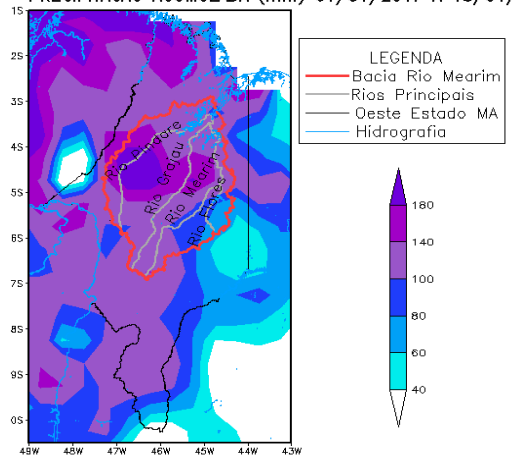 LEGENDA
Bacia Rio Mearim
Rios Principais
Oeste Estado MA
Hidrografia
1S
2S
3S
4S
5S
6S
7S
8S
9S
0S
49W 48W 47W 46W 45W 44W 43W
Rio Pindare
Rio Grajau
Rio Mearim
Rio Flores
180
140
100
80
60
40